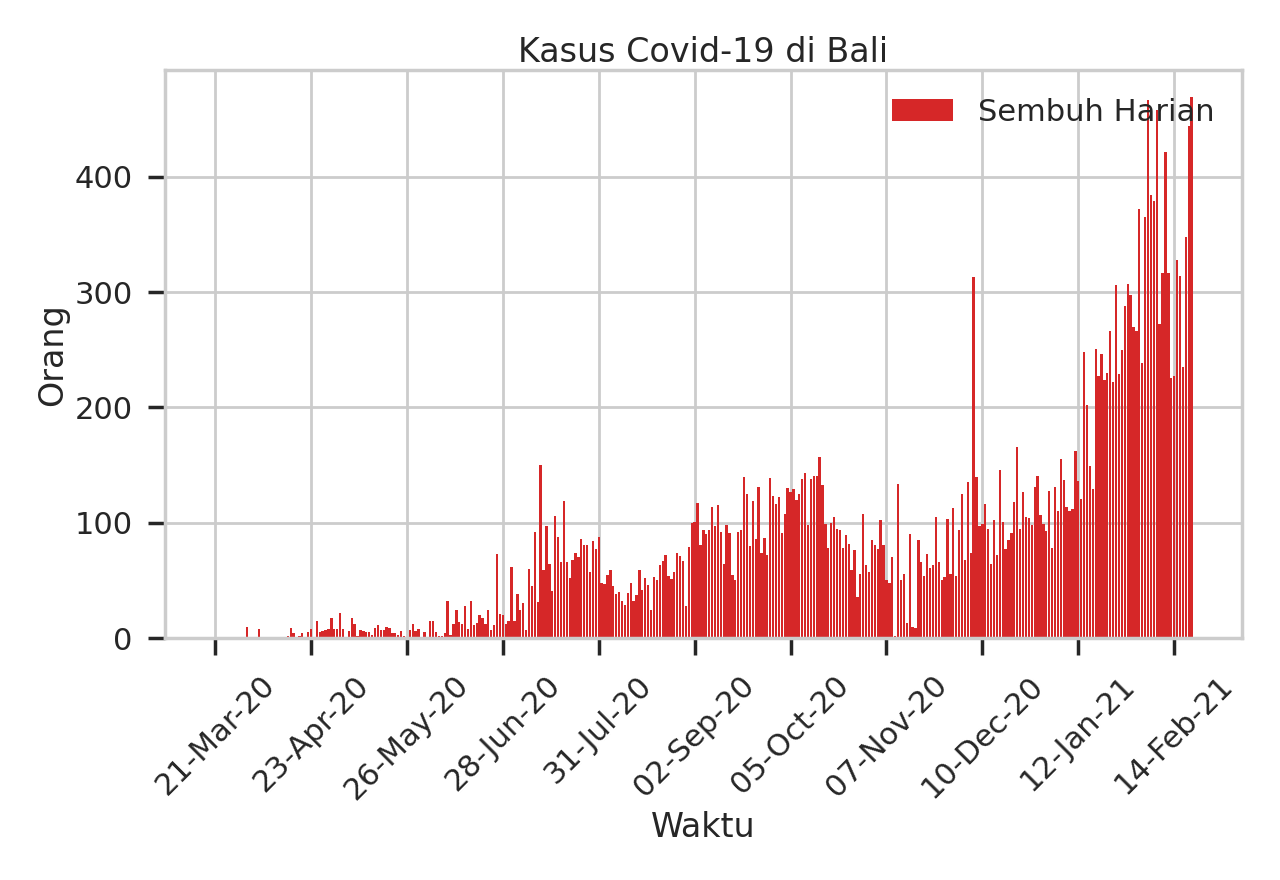 Kasus Covid-19 di Bali
Sembuh Harian
Orang
400
300
200
100
0
21-Mar-20
23-Apr-20
26-May-20
28-Jun-20
31-Jul-20
02-Sep-20
05-Oct-20
07-Nov-20
10-Dec-20
12-Jan-21
14-Feb-21
Waktu